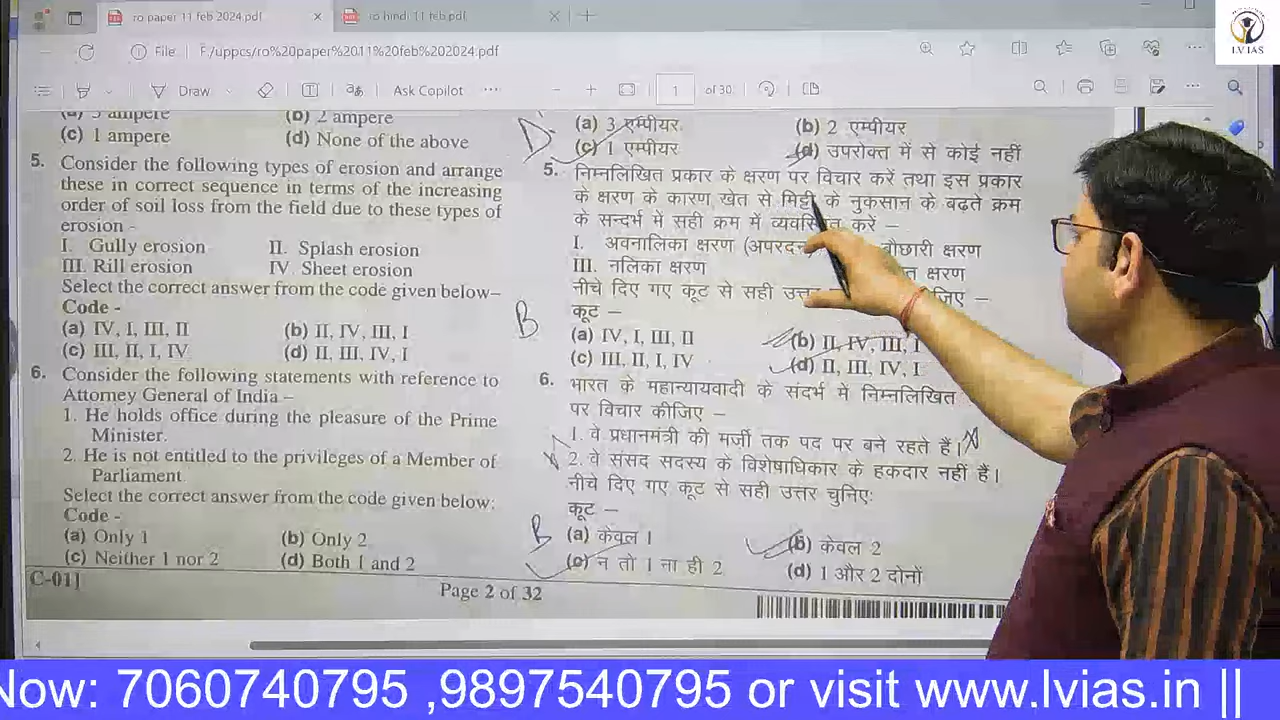 ro paper 11 feb 2024.pdf
ro hindi 11 feb.pdf
LV IAS
File F:/uppcs/ro%20paper%2011%20feb%202024.pdf
Draw
Ask Copilot
1 of 30
(a) 3 ampere (b) 2 ampere
(c) 1 ampere (d) None of the above
5. Consider the following types of erosion and arrange
these in correct sequence in terms of the increasing
order of soil loss from the field due to these types of
erosion -
I. Gully erosion II. Splash erosion
III. Rill erosion IV. Sheet erosion
Select the correct answer from the code given below–
Code -
(a) IV, I, III, II (b) II, IV, III, I
(c) III, II, I, IV (d) II, III, IV, I
6. Consider the following statements with reference to
Attorney General of India –
1. He holds office during the pleasure of the Prime
Minister.
2. He is not entitled to the privileges of a Member of
Parliament.
Select the correct answer from the code given below:
Code -
(a) Only 1 (b) Only 2
(c) Neither 1 nor 2 (d) Both 1 and 2
C-01]
Page 2 of 32
D
(a) 3 एम्पीयर (b) 2 एम्पीयर
(c) 1 एम्पीयर (d) उपरोक्त में से कोई नहीं
5. निम्नलिखित प्रकार के क्षरण पर विचार करें तथा इस प्रकार
के क्षरण के कारण खेत से मिट्टी के नुकसान के बढ़ते क्रम
के सन्दर्भ में सही क्रम में व्यवस्थित करें –
I. अवनालिका क्षरण बौछारी क्षरण
III. नलिका क्षरण क्षरण
नीचे दिए गए कूट से सही उत्तर –
कूट –
B
(a) IV, I, III, II (b) II, IV, III, I
(c) III, II, I, IV (d) II, III, IV, I
6. भारत के महान्यायवादी के संदर्भ में निम्नलिखित
पर विचार कीजिए –
1. वे प्रधानमंत्री की मर्जी तक पद पर बने रहते हैं।
2. वे संसद सदस्य के विशेषाधिकार के हकदार नहीं हैं।
नीचे दिए गए कूट से सही उत्तर चुनिए:
कूट –
B
(a) केवल 1 (b) केवल 2
(c) न तो 1 ना ही 2 (d) 1 और 2 दोनों
Now: 7060740795 ,9897540795 or visit www.lvias.in ||